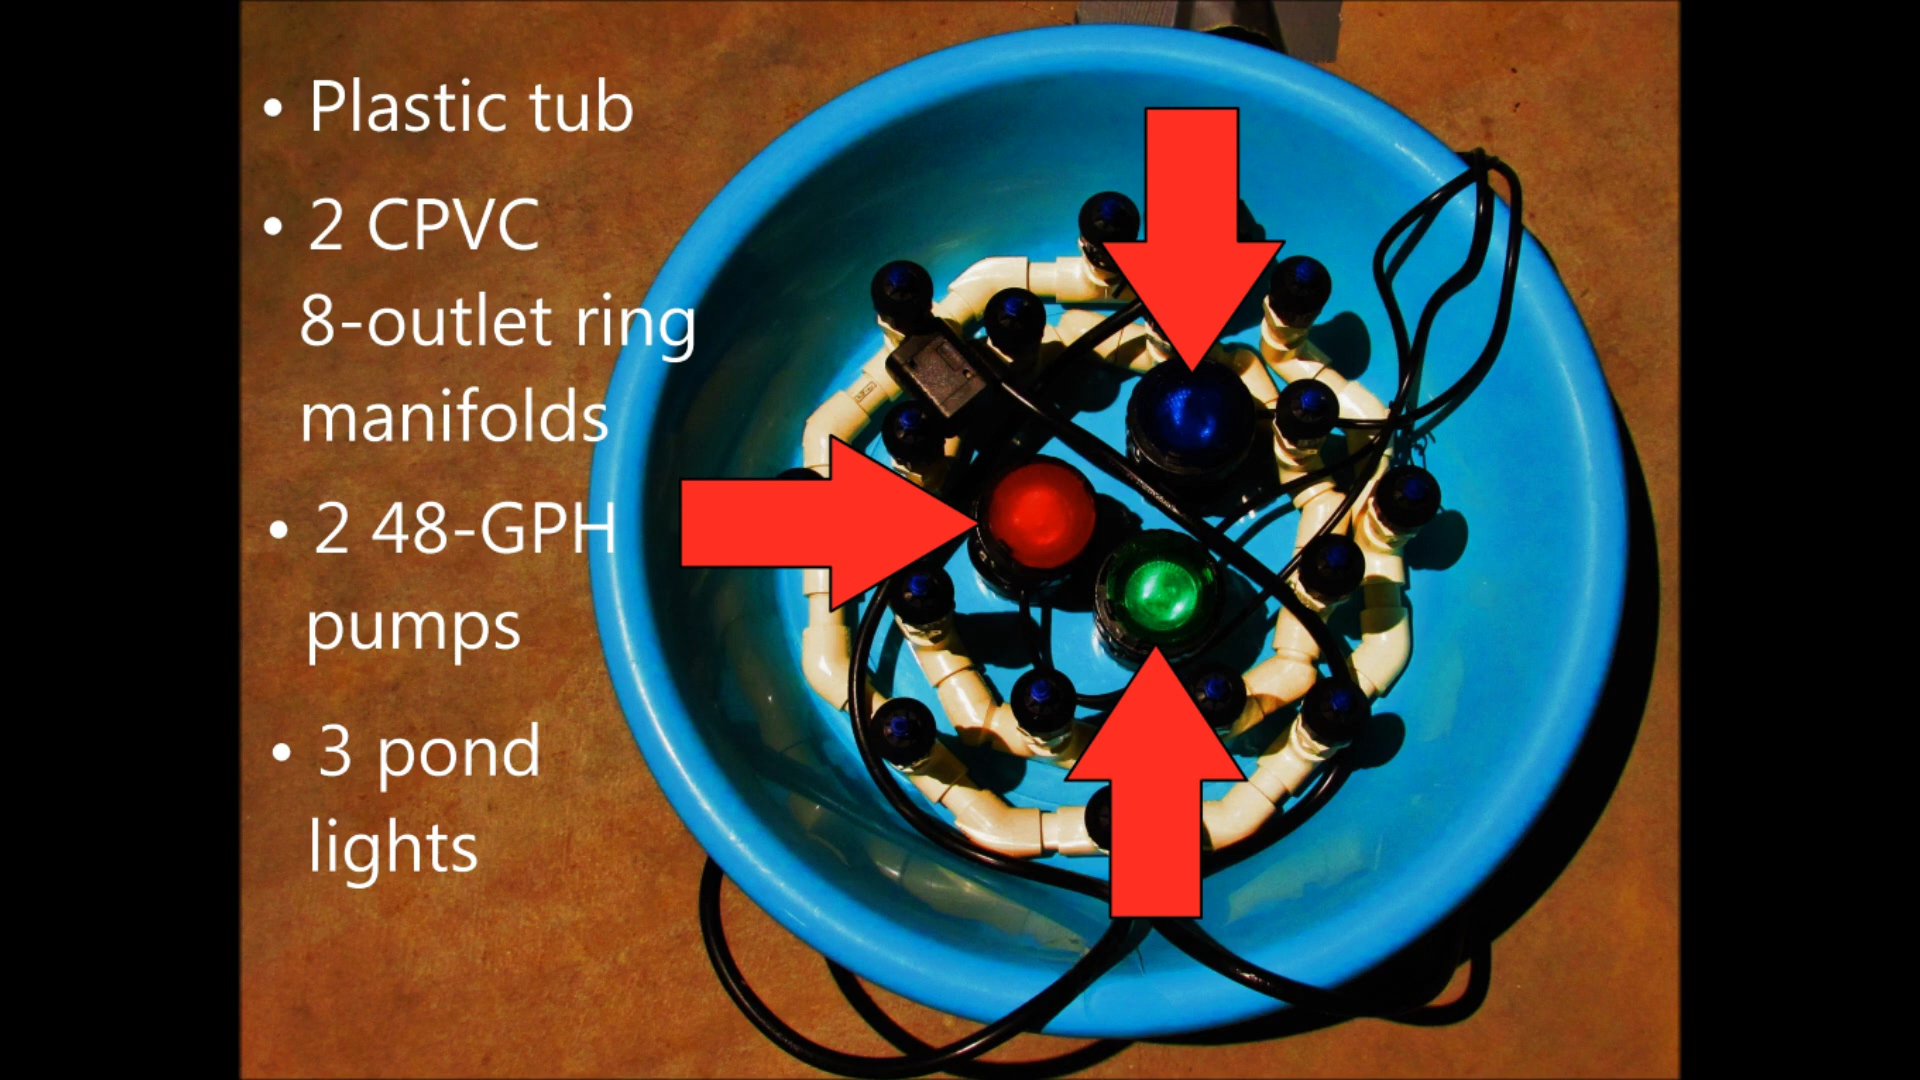 • Plastic tub
• 2 CPVC
8-outlet ring
manifolds
• 2 48-GPH
pumps
• 3 pond
lights